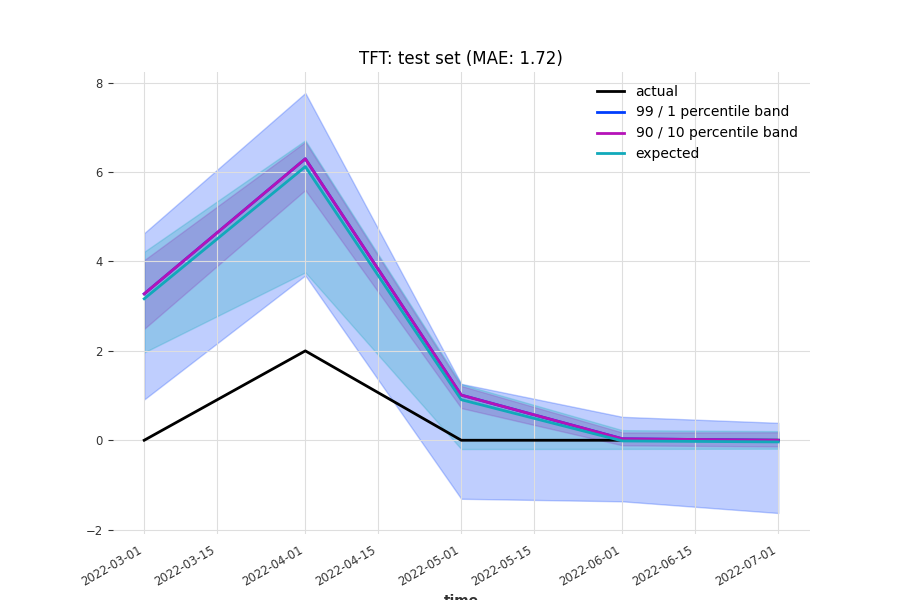 TFT: test set (MAE: 1.72)
actual
99 / 1 percentile band
90 / 10 percentile band
expected
8
6
4
2
0
−2
2022-03-01
2022-03-15
2022-04-01
2022-04-15
2022-05-01
2022-05-15
2022-06-01
2022-06-15
2022-07-01
time